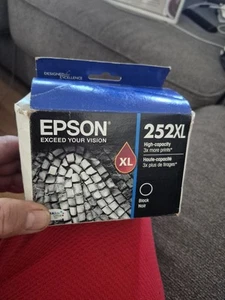 EPSON
EXCEED YOUR VISION
252XL
High-capacity
3x more prints*
Haute-capacité
3x plus de tirages*
XL
Black
Noir